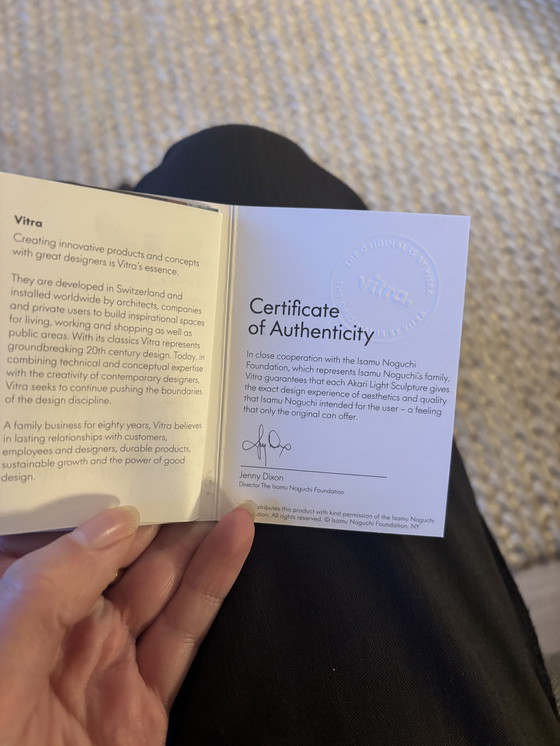 Vitra
Creating innovative products and concepts
with great designers is Vitra's essence.
They are developed in Switzerland and
installed worldwide by architects, companies
and private users to build inspirational spaces
for living, working and shopping as well as
public areas. With its classics Vitra represents
groundbreaking 20th century design. Today, in
combining technical and conceptual expertise
with the creativity of contemporary designers,
Vitra seeks to continue pushing the boundaries
of the design discipline.
A family business for eighty years, Vitra believes
in lasting relationships with customers,
employees and designers, durable products,
sustainable growth and the power of good
design.
vitra.
Certificate
of Authenticity
In close cooperation with the Isamu Noguchi
Foundation, which represents Isamu Noguchi's family,
Vitra guarantees that each Akari Light Sculpture gives
the exact design experience of aesthetics and quality
that Isamu Noguchi intended for the user – a feeling
that only the original can offer.
Jenny Dixon
Director The Isamu Noguchi Foundation
this product with kind permission of the Isamu Noguchi
All rights reserved. © Isamu Noguchi Foundation, NY